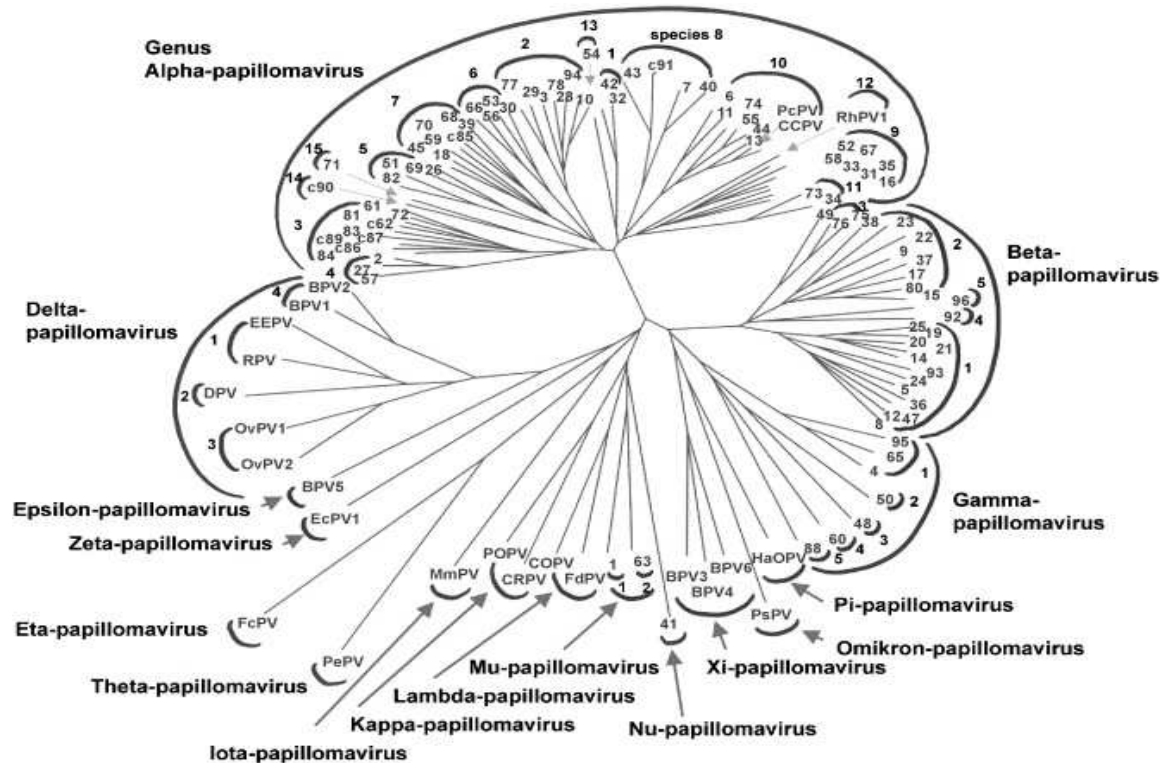 Genus
Alpha-papillomavirus
13
54
2
1
species 8
10
12
6
77
94
78
29
3
28
10
42
32
43
c91
7
40
6
11
74
55
44
13
PcPV
CCPV
RhPV1
9
52
67
58
33
31
35
16
7
70
68
66
53
30
56
39
59
c85
45
18
5
51
69
26
82
15
71
14
c90
3
61
72
81
83
c62
c89
c87
c86
84
4
2
27
57
73
11
34
49
3
76
75
38
23
2
22
9
37
17
80
15
5
96
92
4
Beta-
papillomavirus
25
19
20
21
14
93
24
5
36
12
47
8
1
95
65
4
1
50
2
48
3
60
4
88
5
Gamma-
papillomavirus
Delta-
papillomavirus
4
BPV2
BPV1
1
EEPV
RPV
2
DPV
3
OvPV1
OvPV2
BPV5
Epsilon-papillomavirus
EcPV1
Zeta-papillomavirus
FcPV
Eta-papillomavirus
PePV
Theta-papillomavirus
MmPV
Iota-papillomavirus
POPV
CRPV
Kappa-papillomavirus
COPV
FdPV
Lambda-papillomavirus
1
63
1
2
Mu-papillomavirus
41
Nu-papillomavirus
BPV3
BPV6
BPV4
Xi-papillomavirus
PsPV
Omikron-papillomavirus
HaOPV
Pi-papillomavirus